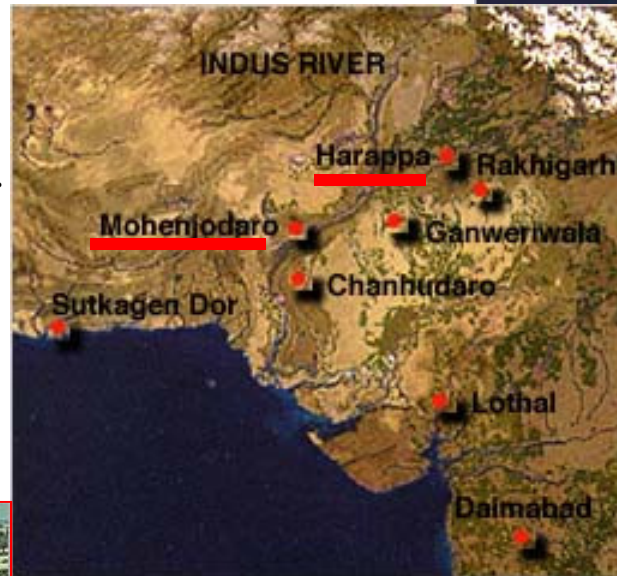 INDUS RIVER
Harappa
Rakhigarh
Mohenjodaro
Ganweriwala
Chanhudaro
Sutkagen Dor
Lothal
Daimabad